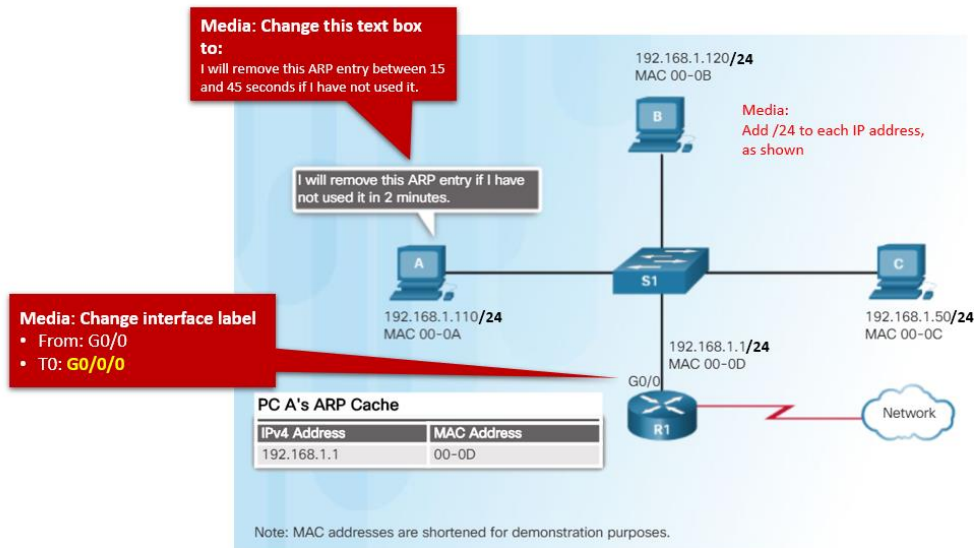 Media: Change this text box
to:
I will remove this ARP entry between 15
and 45 seconds if I have not used it.
192.168.1.120/24
MAC 00-0B
B
Media:
Add /24 to each IP address,
as shown
I will remove this ARP entry if I have
not used it in 2 minutes.
A
S1
C
192.168.1.110/24
MAC 00-0A
192.168.1.50/24
MAC 00-0C
Media: Change interface label
• From: G0/0
• T0: G0/0/0
192.168.1.1/24
MAC 00-0D
G0/0
R1
Network
PC A's ARP Cache
IPv4 Address MAC Address
192.168.1.1 00-0D
Note: MAC addresses are shortened for demonstration purposes.